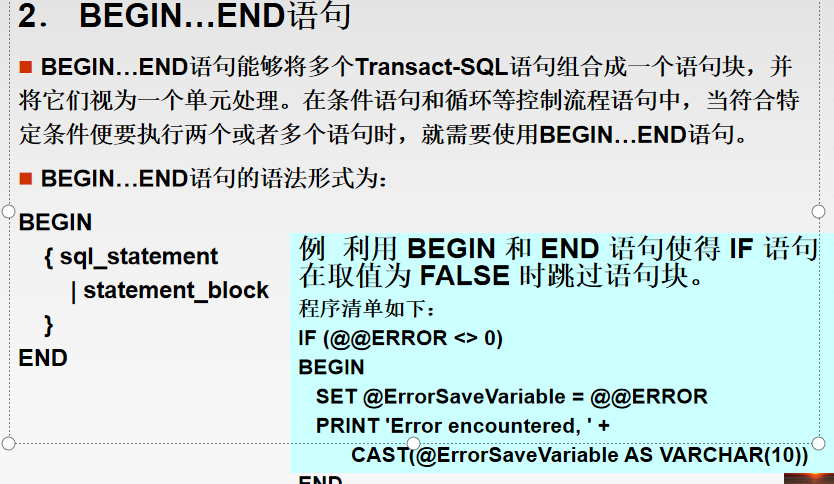 2. BEGIN…END语句
■ BEGIN…END语句能够将多个Transact-SQL语句组合成一个语句块，并
将它们视为一个单元处理。在条件语句和循环等控制流程语句中，当符合特
定条件便要执行两个或者多个语句时，就需要使用BEGIN…END语句。
■ BEGIN…END语句的语法形式为：
BEGIN
{ sql_statement
| statement_block
}
END
例 利用 BEGIN 和 END 语句使得 IF 语句
在取值为 FALSE 时跳过语句块。
程序清单如下：
IF (@@ERROR <> 0)
BEGIN
SET @ErrorSaveVariable = @@ERROR
PRINT 'Error encountered, ' +
CAST(@ErrorSaveVariable AS VARCHAR(10))
END